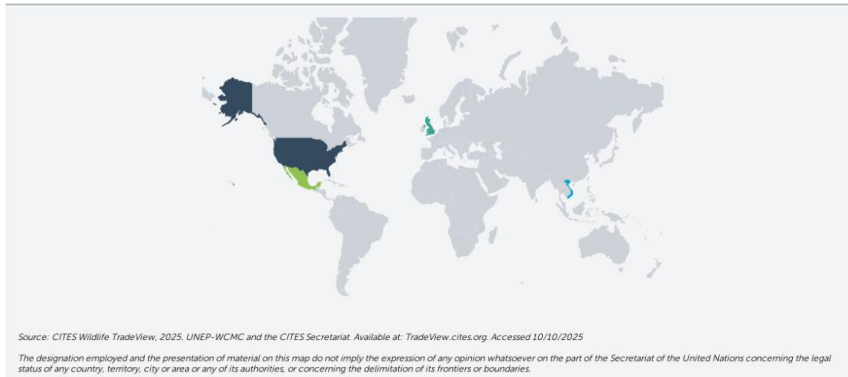 Source: CITES Wildlife TradeView, 2025. UNEP-WCMC and the CITES Secretariat. Available at: TradeView.cites.org. Accessed 10/10/2025
The designation employed and the presentation of material on this map do not imply the expression of any opinion whatsoever on the part of the Secretariat of the United Nations concerning the legal
status of any country, territory, city or area or any of its authorities, or concerning the delimitation of its frontiers or boundaries.